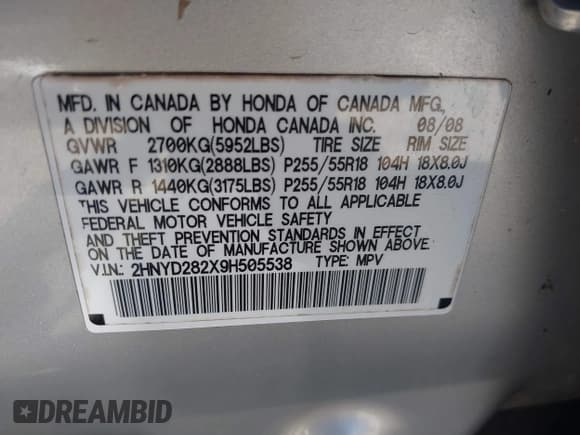 MFD. IN CANADA BY HONDA OF CANADA MFG.,
A DIVISION OF HONDA CANADA INC. 08/08
GVWR 2700KG(5952LBS) TIRE SIZE RIM SIZE
GAWR F 1310KG(2888LBS) P255/55R18 104H 18X8.0J
GAWR R 1440KG(3175LBS) P255/55R18 104H 18X8.0J
THIS VEHICLE CONFORMS TO ALL APPLICABLE
FEDERAL MOTOR VEHICLE SAFETY
AND THEFT PREVENTION STANDARDS IN EFFECT
ON THE DATE OF MANUFACTURE SHOWN ABOVE.
V.I.N.: 2HNYD282X9H505538 TYPE: MPV
DREAMBID